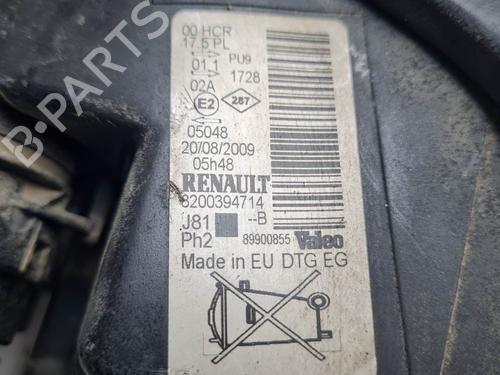 00 HCR
17.5 PL
01 1 PU9
02A 1728
E2 287
05048
20/08/2009
05h48
RENAULT
8200394714
J81 --B
Ph2 89900855 Valeo
Made in EU DTG EG
B